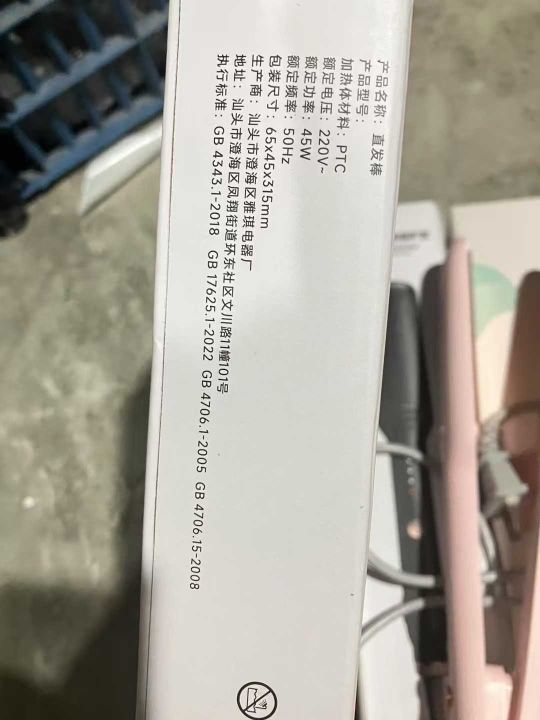 产品名称：直发棒
产品型号：
加热体材料：PTC
额定电压：220V~
额定功率：45W
额定频率：50Hz
包装尺寸：65x45x315mm
生产商：汕头市澄海区雅琪电器厂
地址：汕头市澄海区凤翔街道环东社区文川路11幢101号
执行标准：GB 4343.1-2018 GB 17625.1-2022 GB 4706.1-2005 GB 4706.15-2008